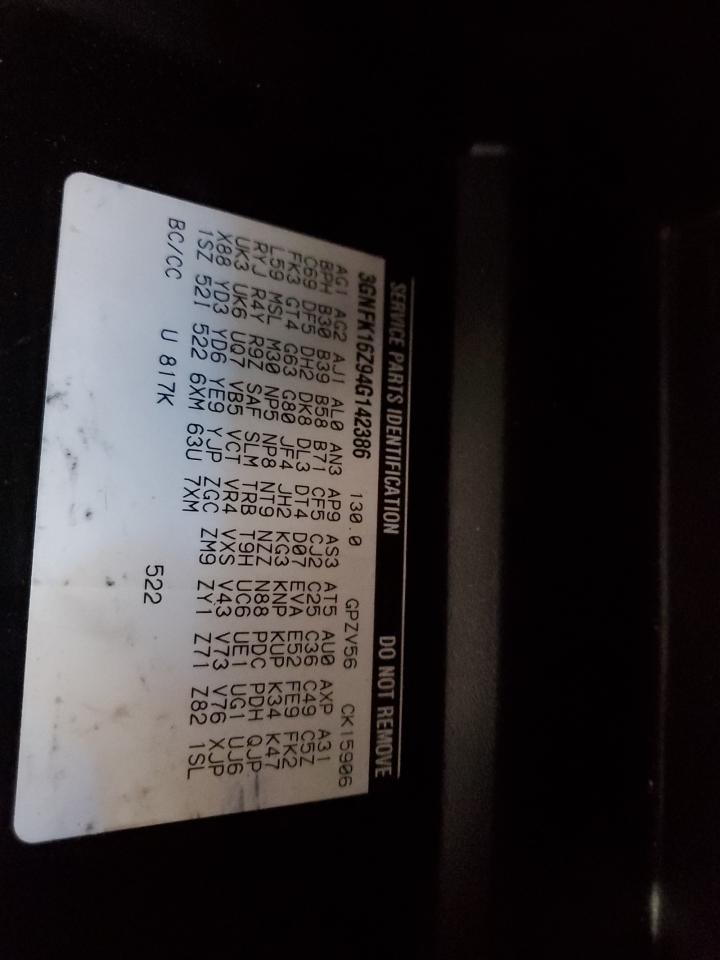 SERVICE PARTS IDENTIFICATION DO NOT REMOVE
3GNFK16Z94G142386 130.0 GPZV56 CK15906
AG1 AG2 AJ1 AL0 AN3 AP9 AS3 AT5 AU0 AXP A31
BPH B30 B39 B58 B71 CF5 CJ2 C25 C36 C49 C5Z
C69 DF5 DH2 DK8 DL3 DT4 D07 EVA E52 FE9 FK2
FK3 GT4 G63 G80 JF4 JH2 KG3 KNP KUP K34 K47
L59 MSL M30 NP5 NP8 NT9 NZZ N88 PDC PDH QJP
RYJ R4Y R9Z SAF SLM TRB T9H UC6 UE1 UG1 UJ6
UK3 UK6 UQ7 VB5 VCT VR4 VXS V43 V73 V76 XJP
X88 YD3 YD6 YE9 YJP ZGC ZM9 ZY1 Z71 Z82 1SL
1SZ 521 522 6XM 63U 7XM
BC/CC U 817K 522